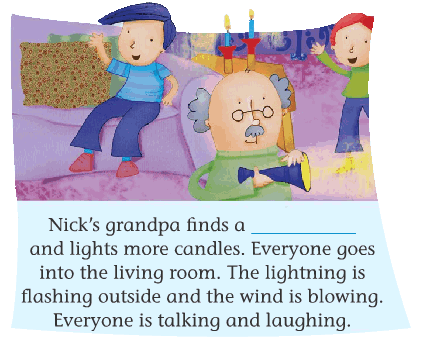 Nick's grandpa finds a ____________
and lights more candles. Everyone goes
into the living room. The lightning is
flashing outside and the wind is blowing.
Everyone is talking and laughing.